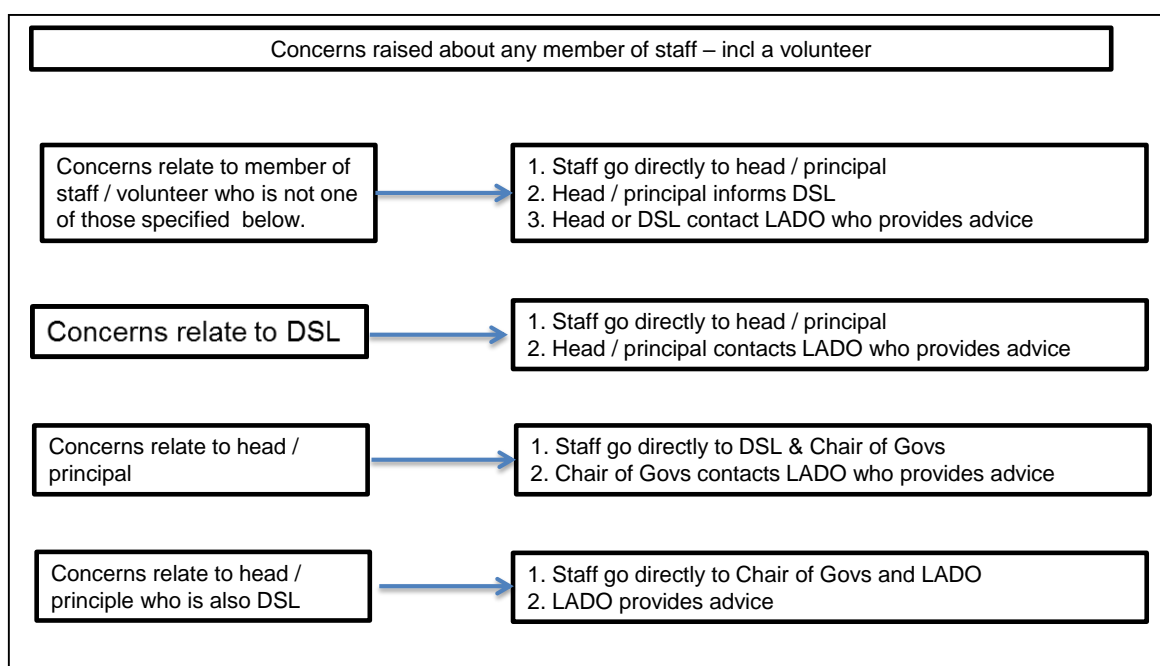 Concerns raised about any member of staff – incl a volunteer
Concerns relate to member of
staff / volunteer who is not one
of those specified below.
1. Staff go directly to head / principal
2. Head / principal informs DSL
3. Head or DSL contact LADO who provides advice
Concerns relate to DSL
1. Staff go directly to head / principal
2. Head / principal contacts LADO who provides advice
Concerns relate to head /
principal
1. Staff go directly to DSL & Chair of Govs
2. Chair of Govs contacts LADO who provides advice
Concerns relate to head /
principle who is also DSL
1. Staff go directly to Chair of Govs and LADO
2. LADO provides advice